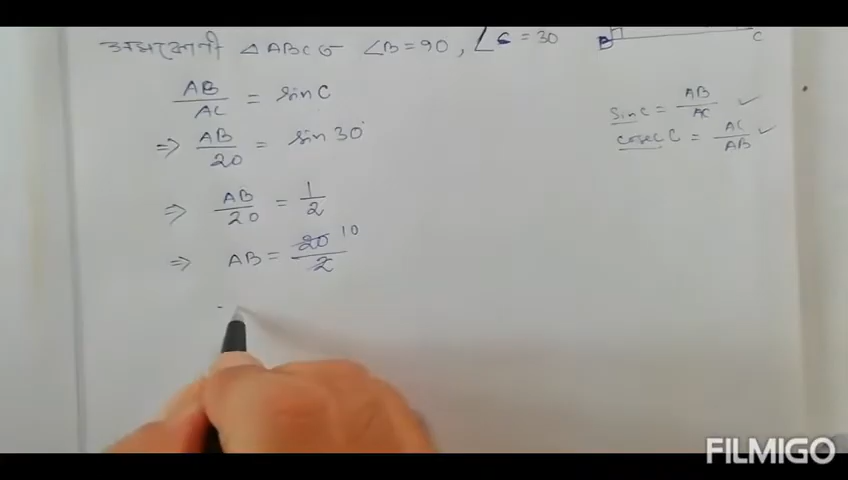 △ABC ত ∠B = 90, ∠C = 30
B C
AB/AC = sin C
⇒ AB/20 = sin 30°
⇒ AB/20 = 1/2
⇒ AB = 20/2 10
sin C = AB/AC ✓
cosec C = AC/AB ✓
FILMIGO